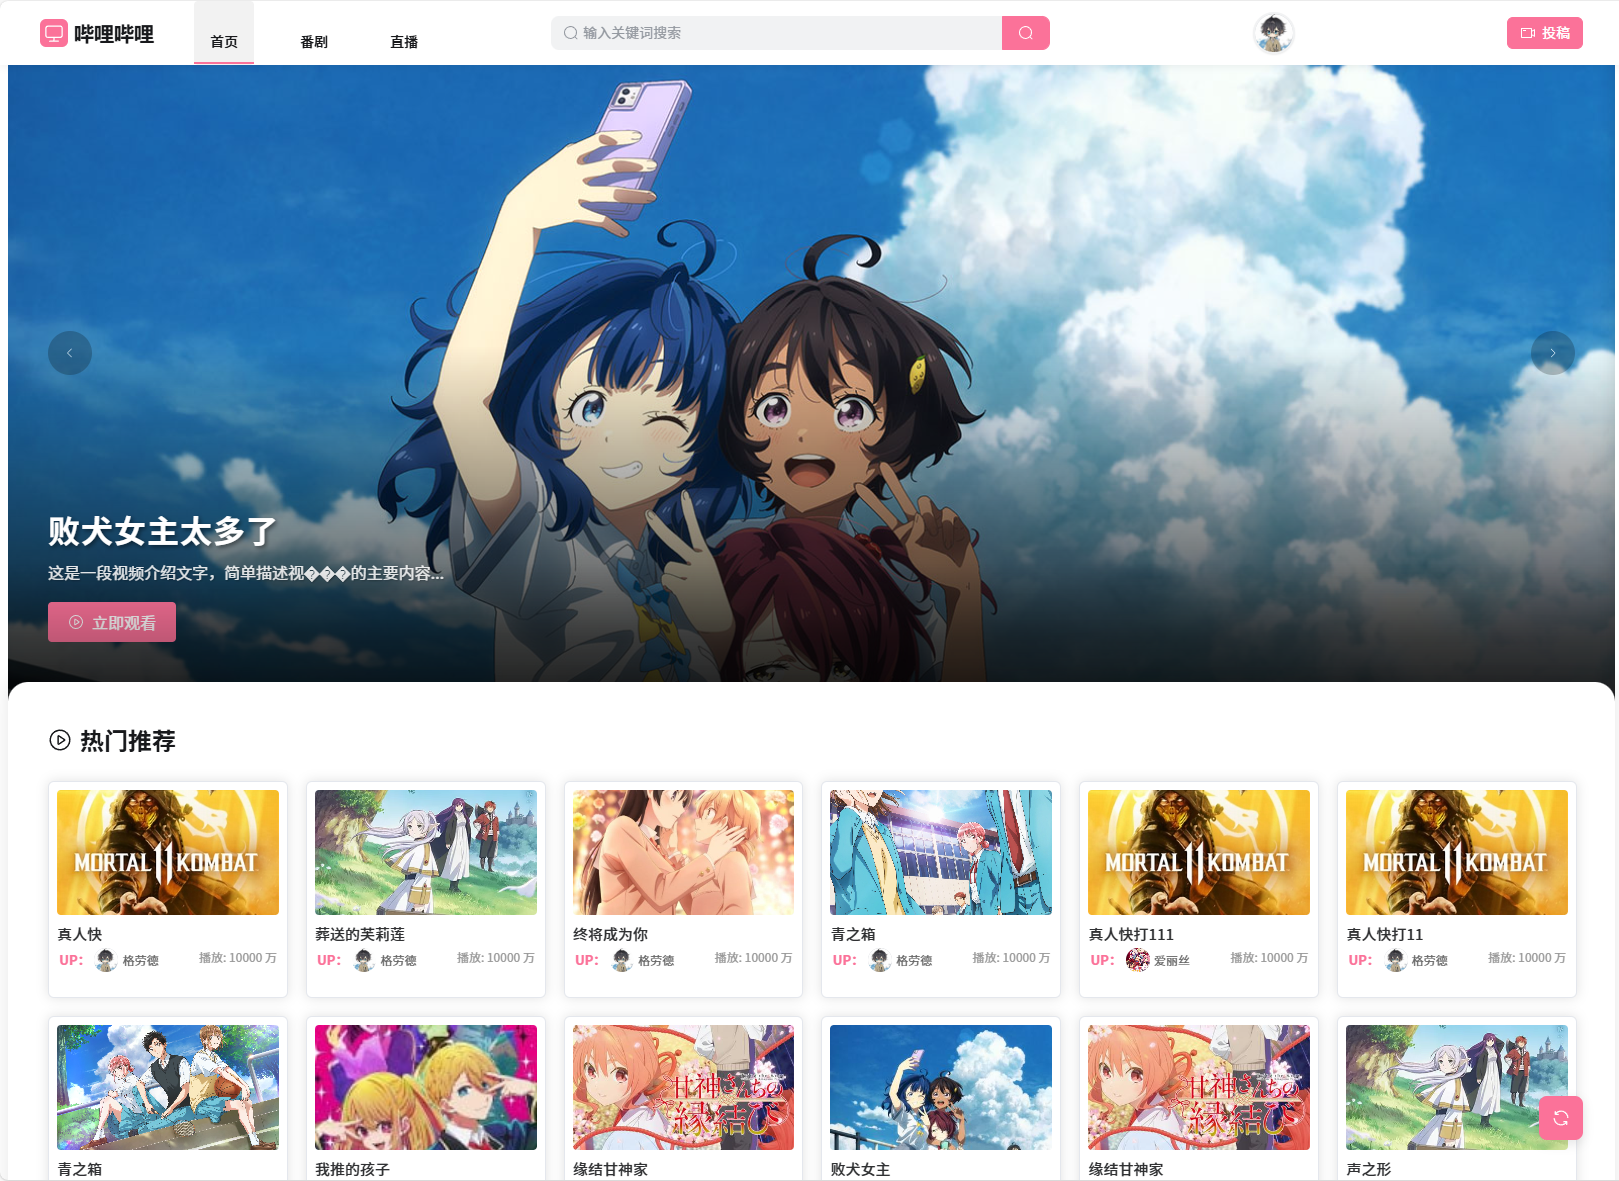 哔哩哔哩
首页
番剧
直播
输入关键词搜索
投稿
败犬女主太多了
这是一段视频介绍文字，简单描述视���的主要内容...
立即观看
热门推荐
MORTAL 11 KOMBAT
MORTAL 11 KOMBAT
MORTAL 11 KOMBAT
真人快
葬送的芙莉莲
终将成为你
青之箱
真人快打111
真人快打11
UP： 格劳德 播放: 10000 万
UP： 格劳德 播放: 10000 万
UP： 格劳德 播放: 10000 万
UP： 格劳德 播放: 10000 万
UP： 爱丽丝 播放: 10000 万
UP： 格劳德 播放: 10000 万
甘神さんちの
縁結び
甘神さんちの
縁結び
青之箱
我推的孩子
缘结甘神家
败犬女主
缘结甘神家
声之形